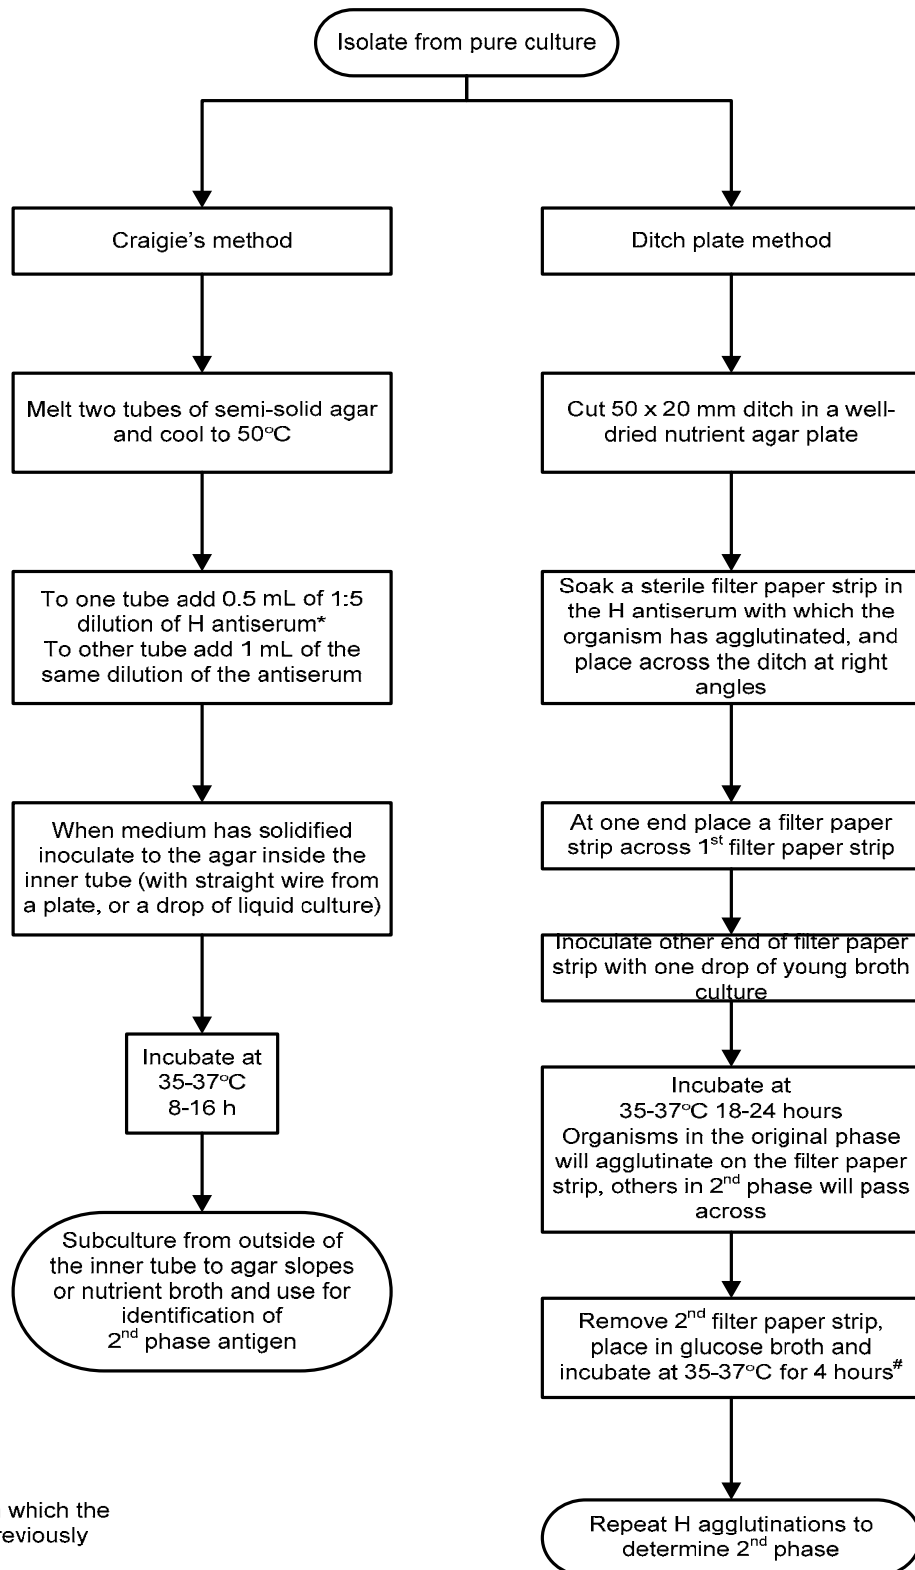 Isolate from pure culture
Craigie's method
Melt two tubes of semi-solid agar
and cool to 50°C
To one tube add 0.5 mL of 1:5
dilution of H antiserum*
To other tube add 1 mL of the
same dilution of the antiserum
When medium has solidified
inoculate to the agar inside the
inner tube (with straight wire from
a plate, or a drop of liquid culture)
Incubate at
35-37°C
8-16 h
Subculture from outside of
the inner tube to agar slopes
or nutrient broth and use for
identification of
2nd phase antigen
Ditch plate method
Cut 50 x 20 mm ditch in a well-
dried nutrient agar plate
Soak a sterile filter paper strip in
the H antiserum with which the
organism has agglutinated, and
place across the ditch at right
angles
At one end place a filter paper
strip across 1st filter paper strip
Inoculate other end of filter paper
strip with one drop of young broth
culture
Incubate at
35-37°C 18-24 hours
Organisms in the original phase
will agglutinate on the filter paper
strip, others in 2nd phase will pass
across
Remove 2nd filter paper strip,
place in glucose broth and
incubate at 35-37°C for 4 hours#
Repeat H agglutinations to
determine 2nd phase
which the
reviously